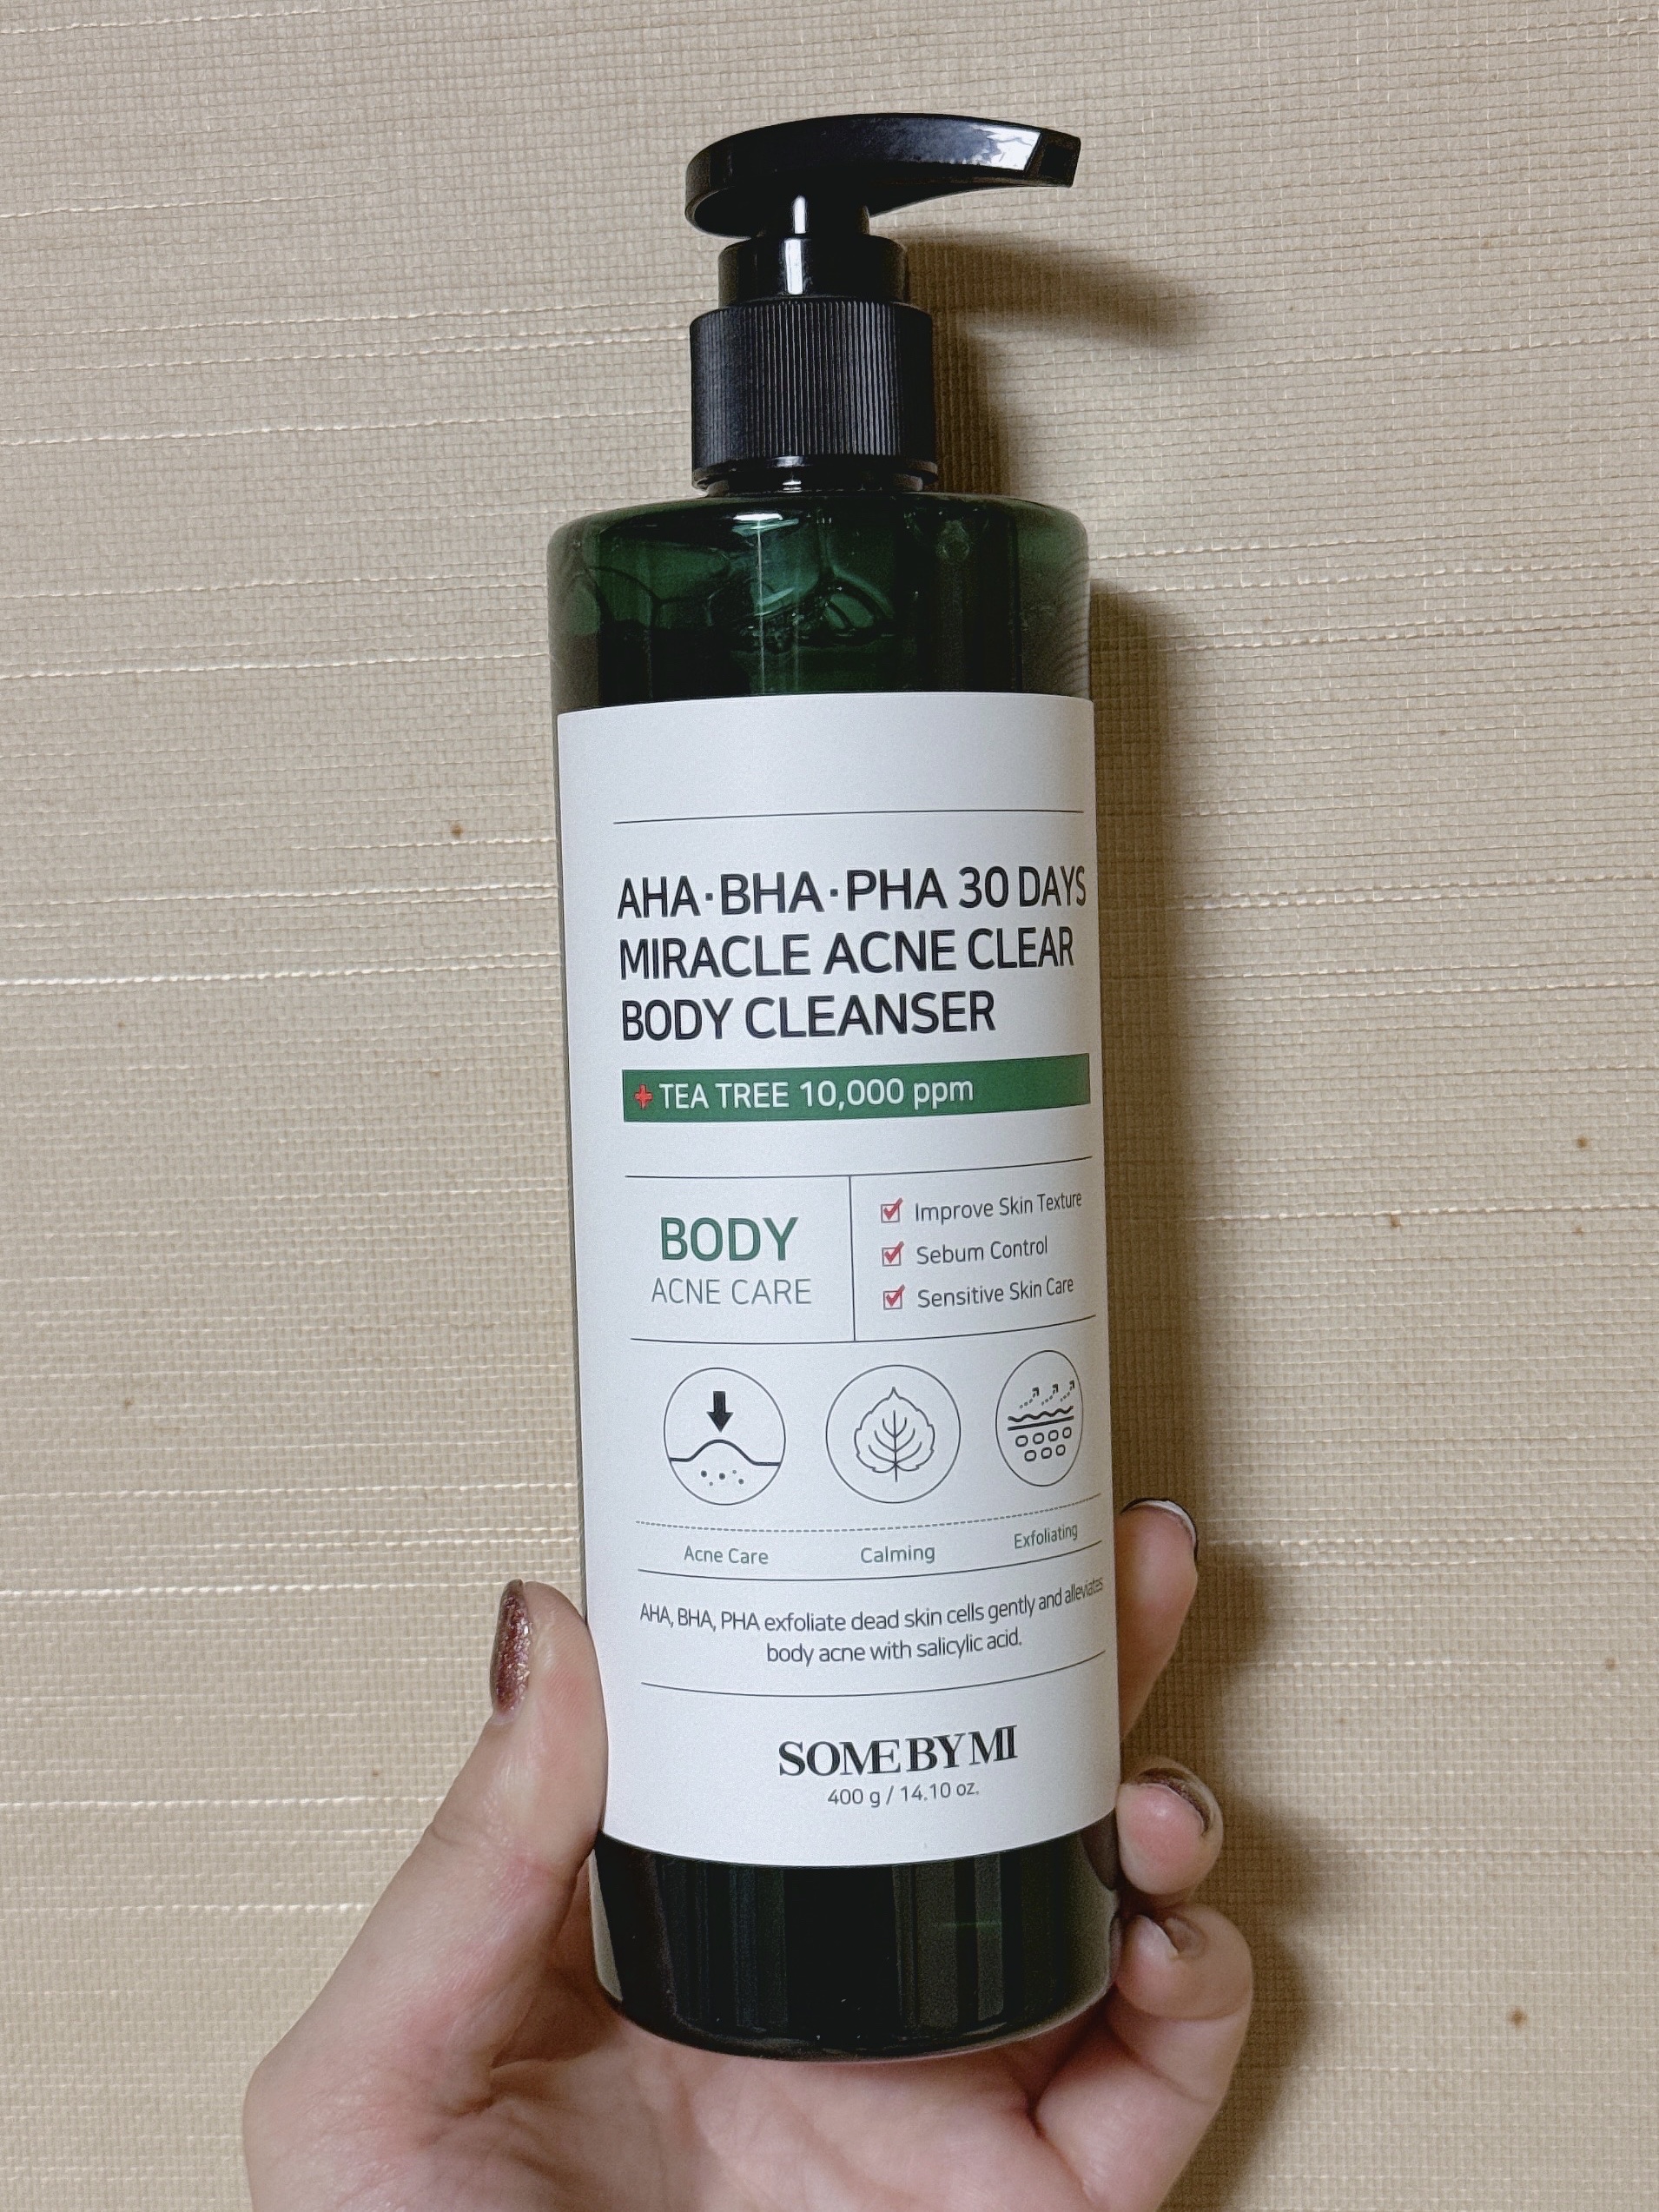 AHA·BHA·PHA 30 DAYS
MIRACLE ACNE CLEAR
BODY CLEANSER
+ TEA TREE 10,000 ppm
BODY
ACNE CARE
Improve Skin Texture
Sebum Control
Sensitive Skin Care
Acne Care
Calming
Exfoliating
AHA, BHA, PHA exfoliate dead skin cells gently and alleviates
body acne with salicylic acid.
SOME BY MI
400 g / 14.10 oz.